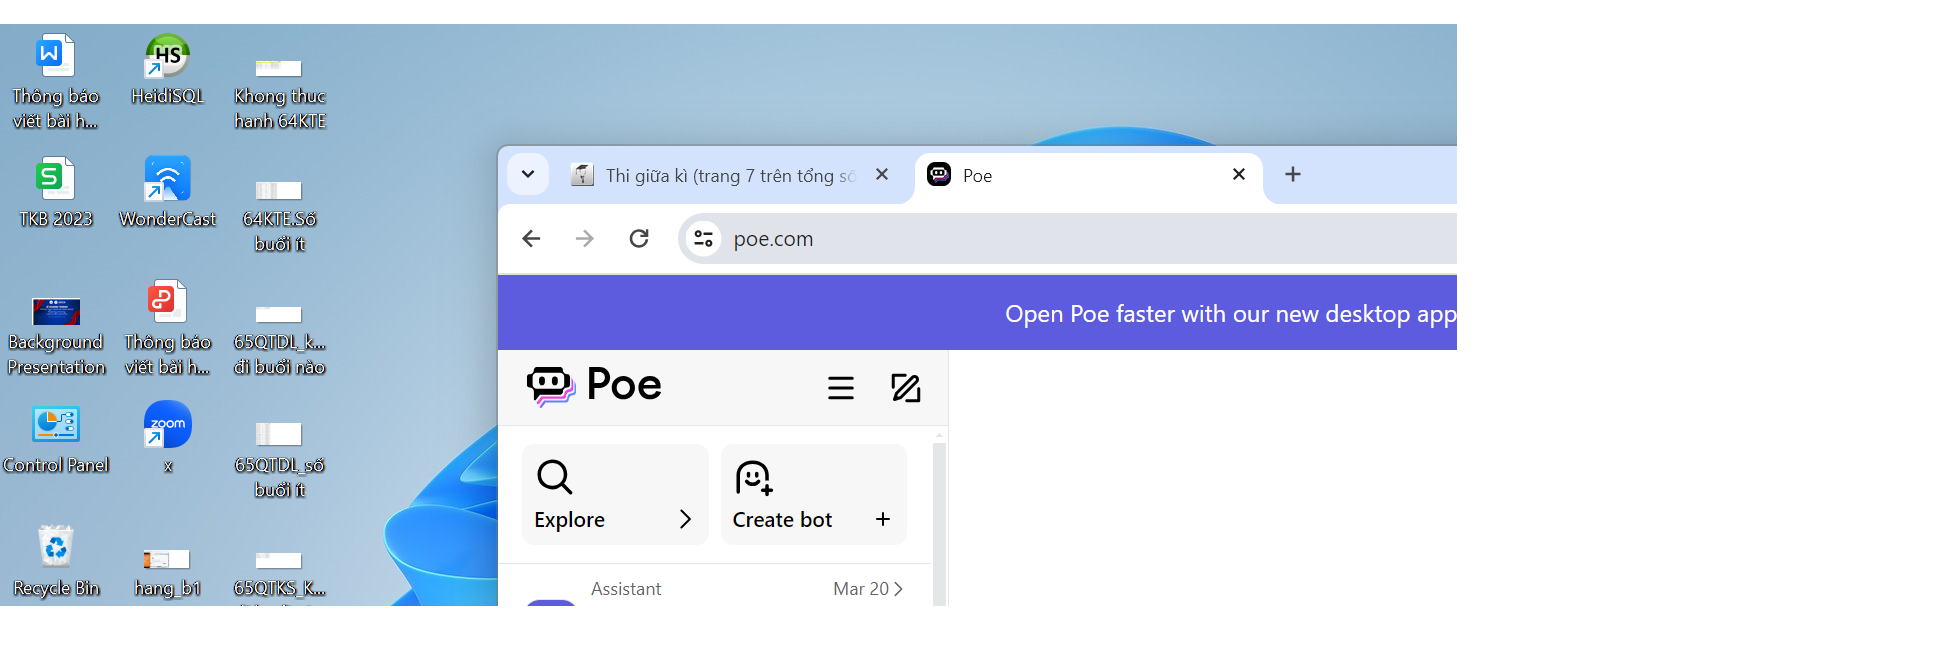 Thông báo
viết bài h...
HeidiSQL
Khong thuc
hanh 64KTE
TKB 2023
WonderCast
64KTE.Số
buổi ít
Background
Presentation
Thông báo
viết bài h...
65QTDL_k...
đi buổi nào
Control Panel
zoom
x
65QTDL_số
buổi ít
Recycle Bin
hang_b1
65QTKS_K...
Thi giữa kì (trang 7 trên tổng số
Poe
poe.com
Open Poe faster with our new desktop app
Poe
Explore
Create bot
Assistant
Mar 20